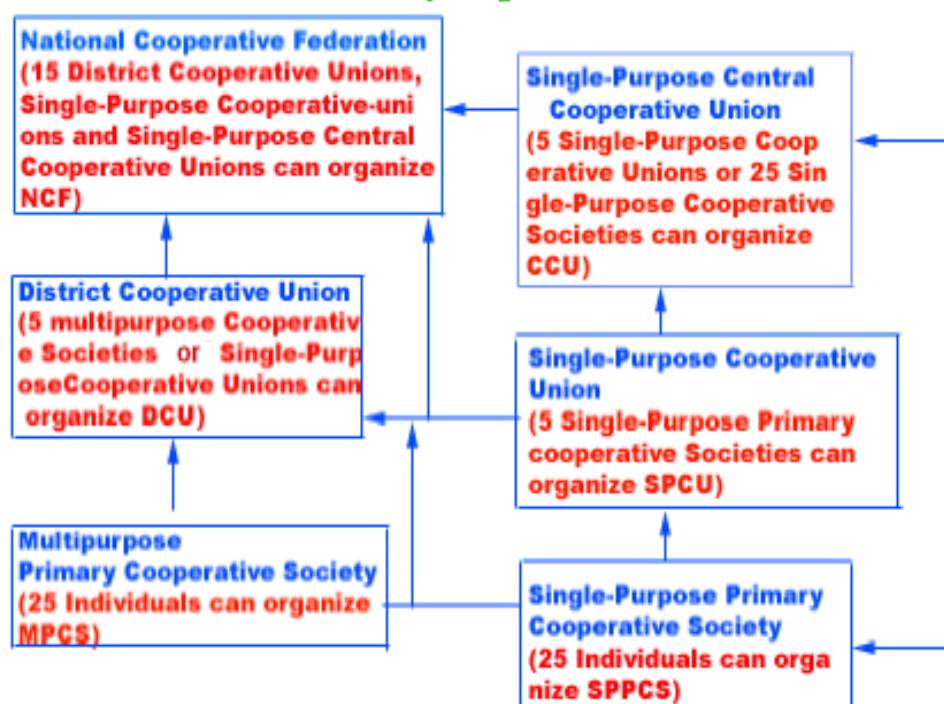 National Cooperative Federation
(15 District Cooperative Unions,
Single-Purpose Cooperative-uni
ons and Single-Purpose Central
Cooperative Unions can organize
NCF)
Single-Purpose Central
Cooperative Union
(5 Single-Purpose Coop
erative Unions or 25 Sin
gle-Purpose Cooperative
Societies can organize
CCU)
District Cooperative Union
(5 multipurpose Cooperativ
e Societies or Single-Purp
oseCooperative Unions can
organize DCU)
Single-Purpose Cooperative
Union
(5 Single-Purpose Primary
cooperative Societies can
organize SPCU)
Multipurpose
Primary Cooperative Society
(25 Individuals can organize
MPCS)
Single-Purpose Primary
Cooperative Society
(25 Individuals can orga
nize SPPCS)